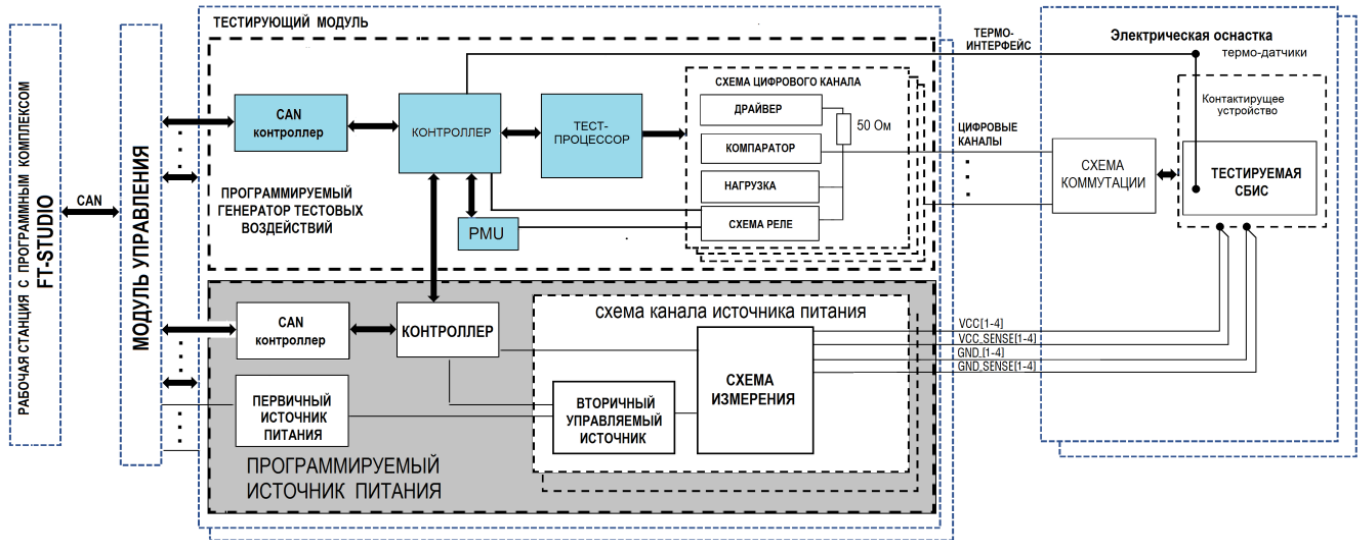 РАБОЧАЯ СТАНЦИЯ С ПРОГРАММНЫМ КОМПЛЕКСОМ
FT-STUDIO
CAN
МОДУЛЬ УПРАВЛЕНИЯ
ТЕСТИРУЮЩИЙ МОДУЛЬ
CAN
контроллер
КОНТРОЛЛЕР
ТЕСТ-
ПРОЦЕССОР
PMU
ПРОГРАММИРУЕМЫЙ
ГЕНЕРАТОР ТЕСТОВЫХ
ВОЗДЕЙСТВИЙ
СХЕМА ЦИФРОВОГО КАНАЛА
ДРАЙВЕР
50 Ом
КОМПАРАТОР
НАГРУЗКА
СХЕМА РЕЛЕ
CAN
контроллер
КОНТРОЛЛЕР
ПЕРВИЧНЫЙ
ИСТОЧНИК
ПИТАНИЯ
ПРОГРАММИРУЕМЫЙ
ИСТОЧНИК ПИТАНИЯ
схема канала источника питания
ВТОРИЧНЫЙ
УПРАВЛЯЕМЫЙ
ИСТОЧНИК
СХЕМА
ИЗМЕРЕНИЯ
ТЕРМО-
ИНТЕРФЕЙС
ЦИФРОВЫЕ
КАНАЛЫ
VCC[1-4]
VCC_SENSE[1-4]
GND_[1-4]
GND_SENSE[1-4]
Электрическая оснастка
термо-датчики
Контактирущее
устройство
СХЕМА
КОММУТАЦИИ
ТЕСТИРУЕМАЯ
СБИС